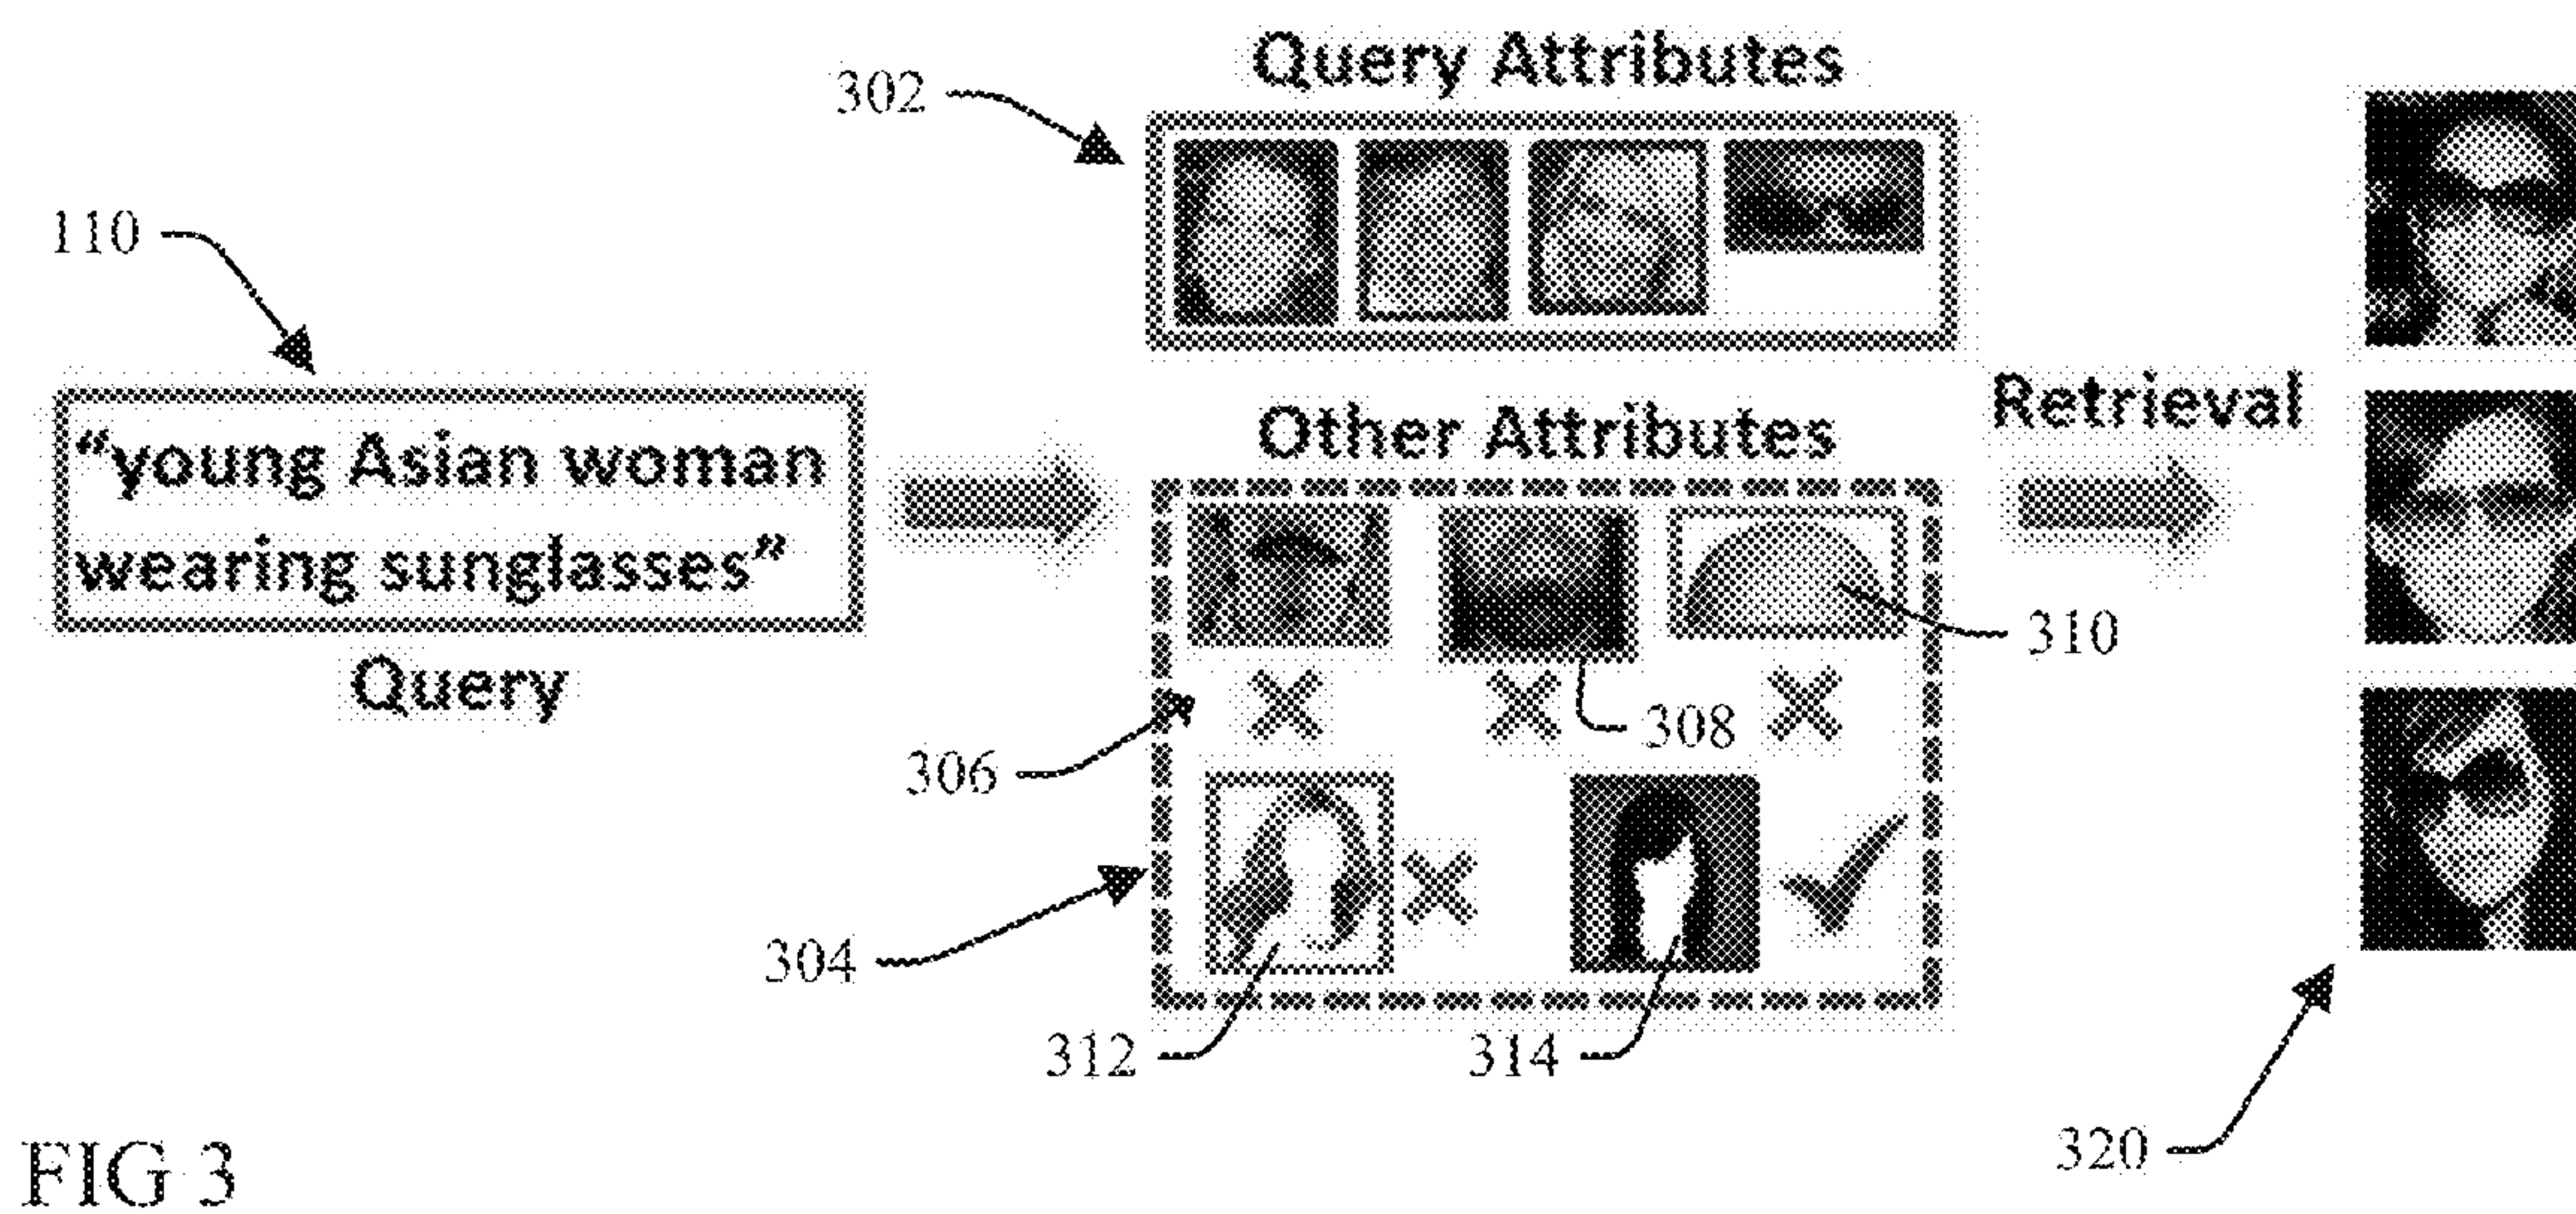 Query Attributes
302
110
Retrieval
Other Attributes
“young Asian woman
wearing sunglasses”
310
Query
308
306
304
312
314
320
FIG 3